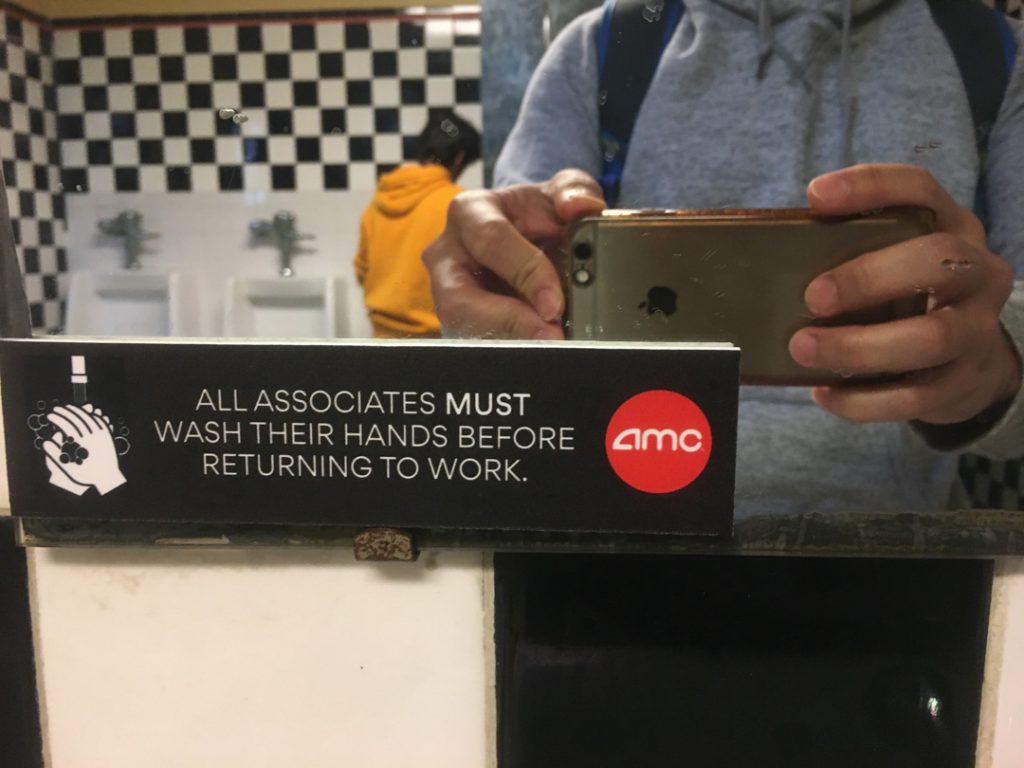 ALL ASSOCIATES MUST
WASH THEIR HANDS BEFORE
RETURNING TO WORK.
amc